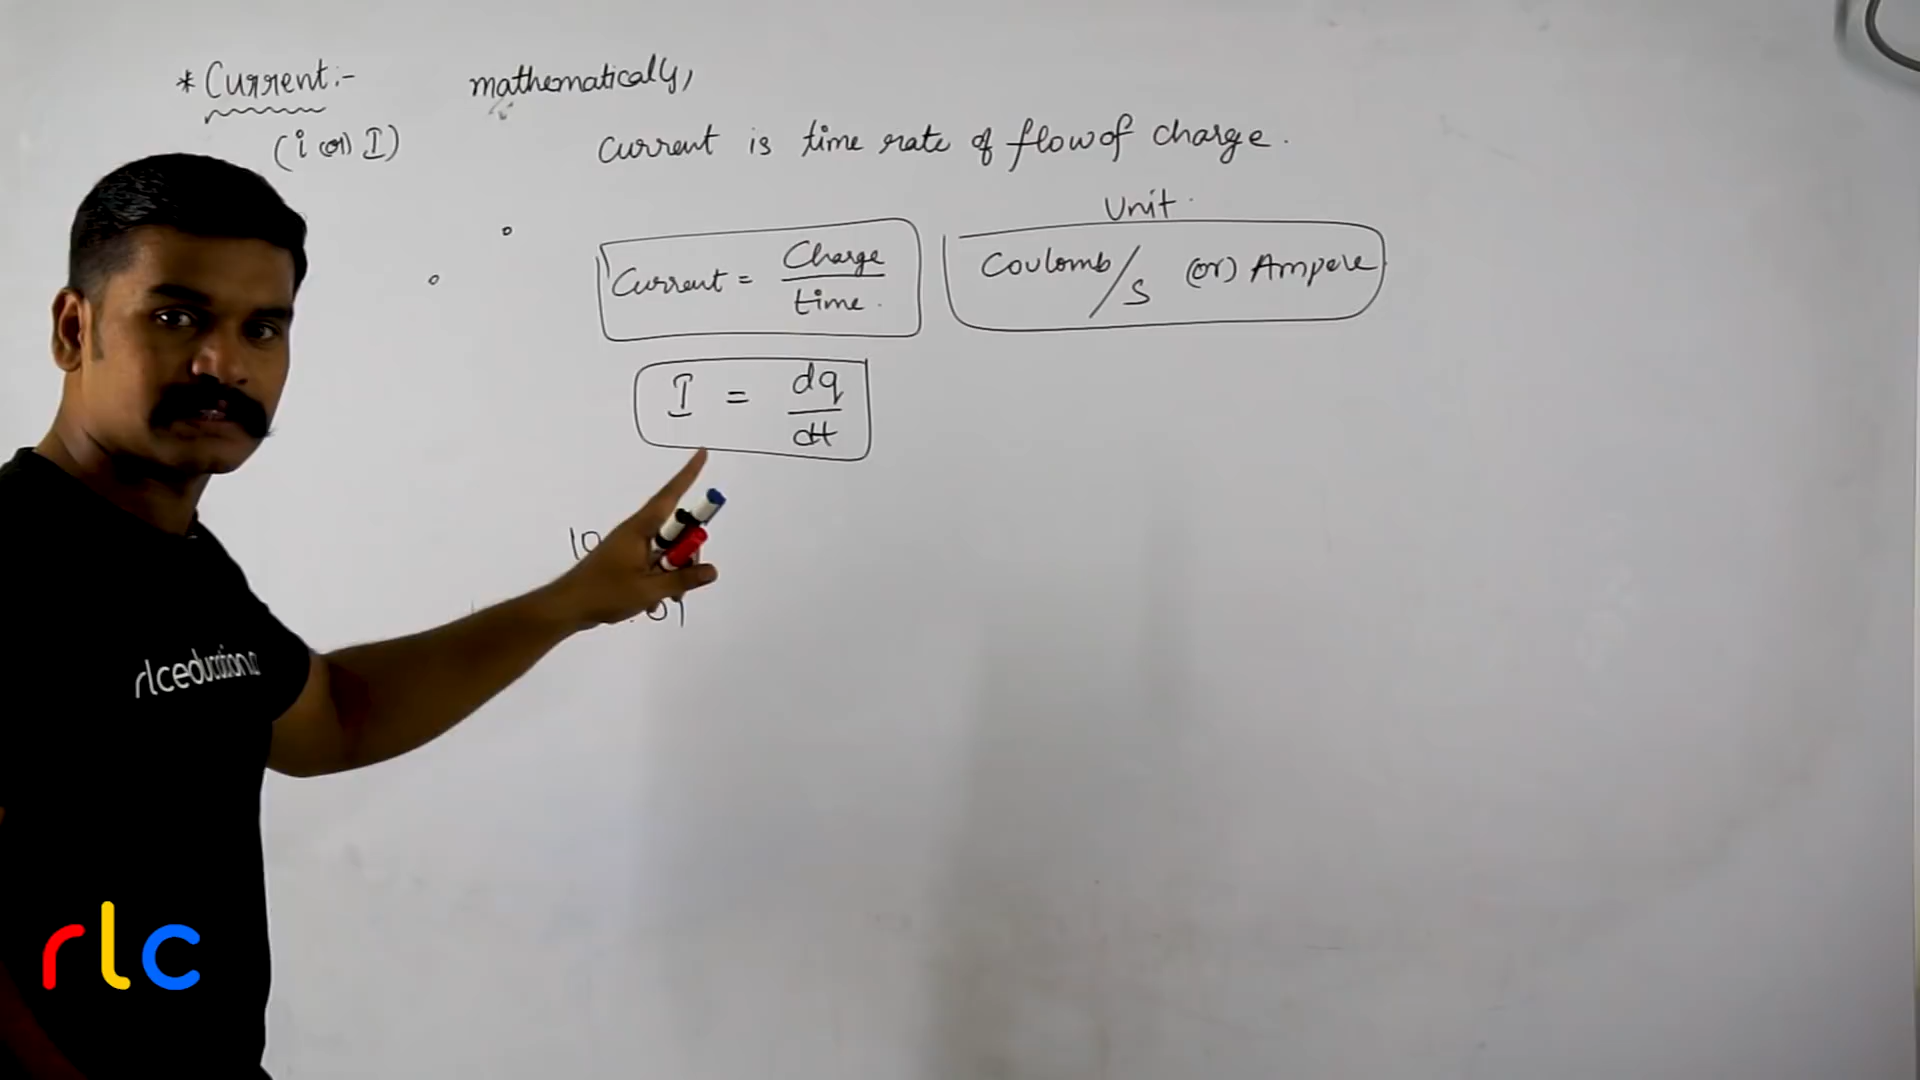 * Current:-
mathematically,
(i (or) I)
Current is time rate of flow of charge.
Unit.
Current = Charge / time.
Coulomb/s (or) Ampere
I = dq / dt
10
rlceducation
rlc